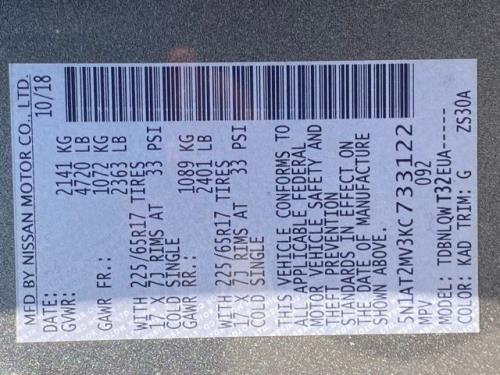 MFD BY NISSAN MOTOR CO., LTD.
DATE: 10/18
GVWR: 2141 KG
4720 LB
GAWR FR.: 1072 KG
2363 LB
WITH 225/65R17 TIRES
17 X 7J RIMS AT 33 PSI
COLD SINGLE
GAWR RR.: 1089 KG
2401 LB
WITH 225/65R17 TIRES
17 X 7J RIMS AT 33 PSI
COLD SINGLE
THIS VEHICLE CONFORMS TO
ALL APPLICABLE FEDERAL
MOTOR VEHICLE SAFETY AND
THEFT PREVENTION
STANDARDS IN EFFECT ON
THE DATE OF MANUFACTURE
SHOWN ABOVE.
5N1AT2MV3KC733122
MPV 092
MODEL: TDBNLQWT32EUA-----
COLOR: KAD TRIM: G ZS30A